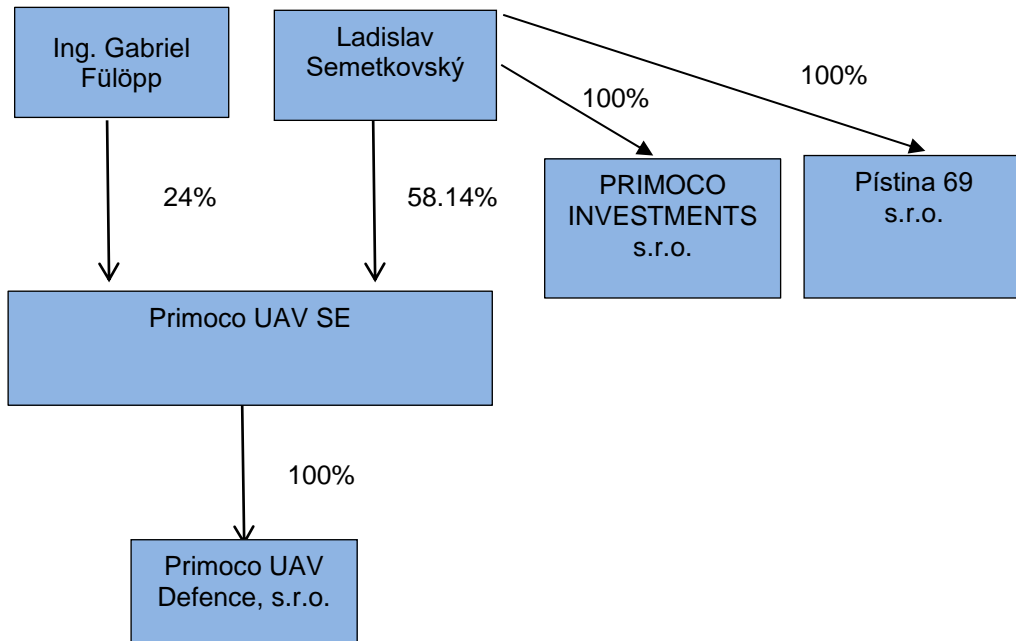 Ing. Gabriel
Fülöpp
Ladislav
Semetkovský
100%
100%
24%
58.14%
PRIMOCO
INVESTMENTS
s.r.o.
Pístina 69
s.r.o.
Primoco UAV SE
100%
Primoco UAV
Defence, s.r.o.